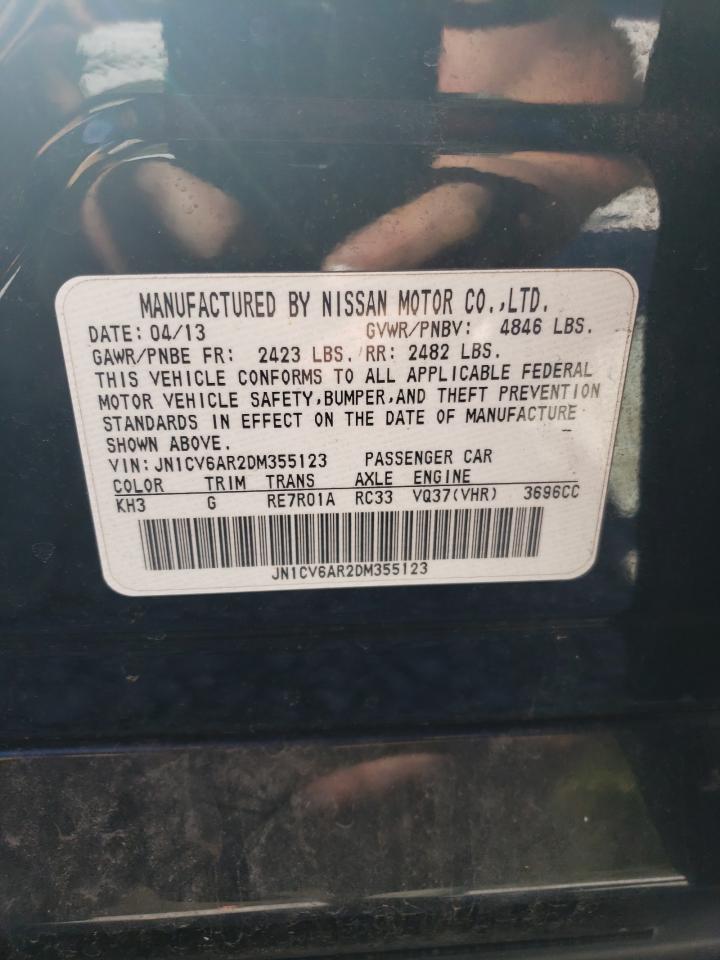 MANUFACTURED BY NISSAN MOTOR CO.,LTD.
DATE: 04/13 GVWR/PNBV: 4846 LBS.
GAWR/PNBE FR: 2423 LBS. RR: 2482 LBS.
THIS VEHICLE CONFORMS TO ALL APPLICABLE FEDERAL
MOTOR VEHICLE SAFETY,BUMPER,AND THEFT PREVENTION
STANDARDS IN EFFECT ON THE DATE OF MANUFACTURE
SHOWN ABOVE.
VIN:JN1CV6AR2DM355123 PASSENGER CAR
COLOR TRIM TRANS AXLE ENGINE
KH3 G RE7R01A RC33 VQ37(VHR) 3696CC
JN1CV6AR2DM355123